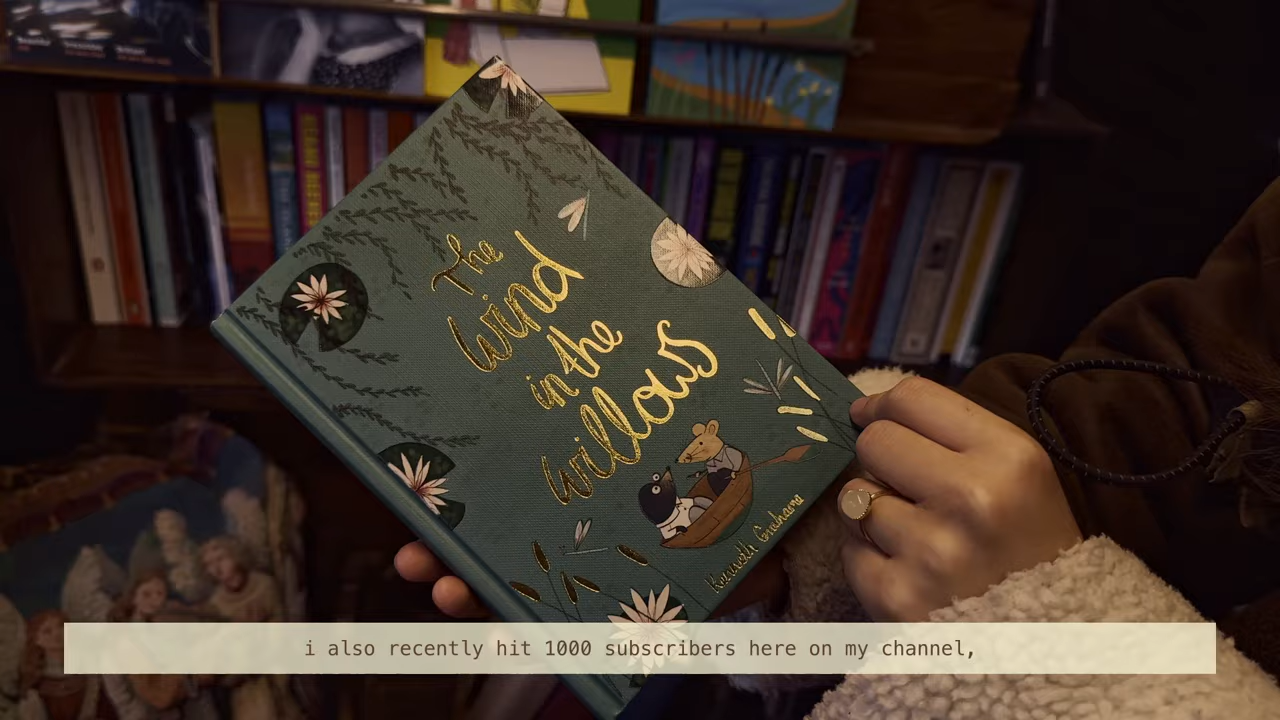 The
Wind
in the
Willows
Kenneth Grahame
i also recently hit 1000 subscribers here on my channel,